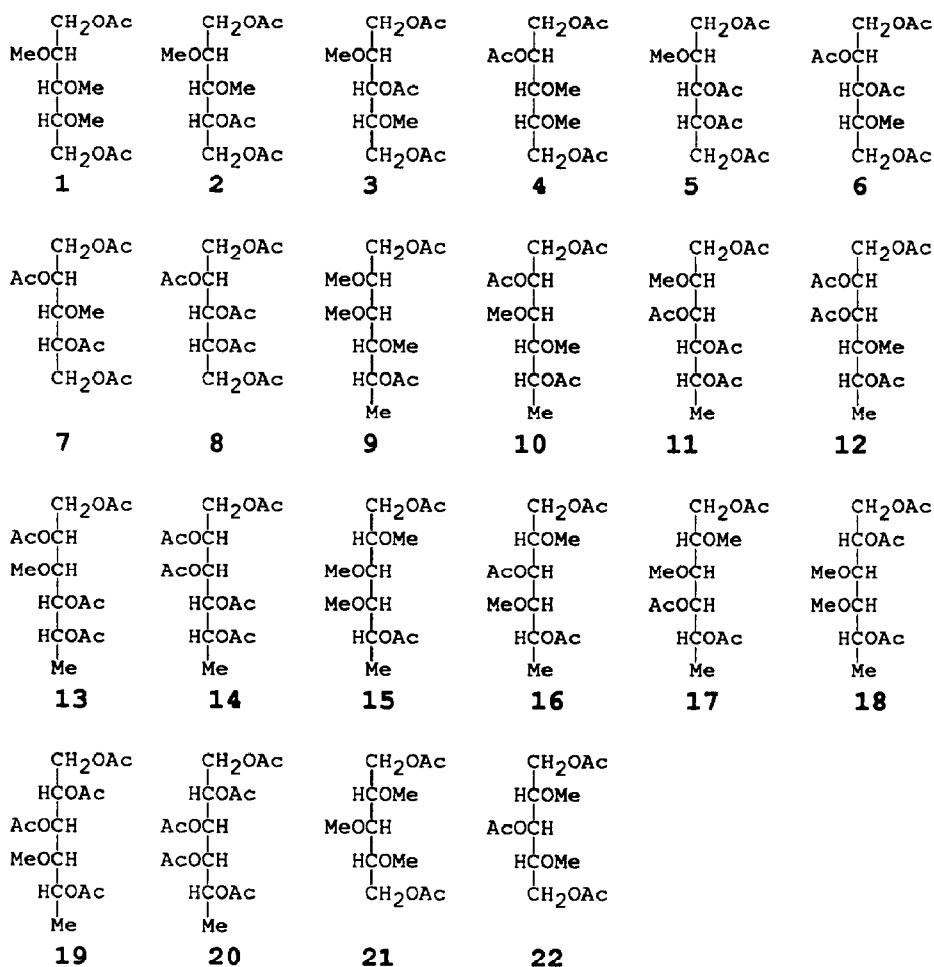 CH₂OAc CH₂OAc CH₂OAc CH₂OAc CH₂OAc CH₂OAc
MeOCH MeOCH MeOCH AcOCH MeOCH AcOCH
HCOMe HCOMe HCOAc HCOMe HCOAc HCOAc
HCOMe HCOAc HCOMe HCOMe HCOAc HCOMe
CH₂OAc CH₂OAc CH₂OAc CH₂OAc CH₂OAc CH₂OAc
1 2 3 4 5 6
CH₂OAc CH₂OAc CH₂OAc CH₂OAc CH₂OAc CH₂OAc
AcOCH AcOCH MeOCH AcOCH MeOCH AcOCH
HCOMe HCOAc MeOCH MeOCH AcOCH AcOCH
HCOAc HCOAc HCOMe HCOMe HCOAc HCOMe
CH₂OAc CH₂OAc HCOAc HCOAc HCOAc HCOAc
Me Me Me Me
7 8 9 10 11 12
CH₂OAc CH₂OAc CH₂OAc CH₂OAc CH₂OAc CH₂OAc
AcOCH AcOCH HCOMe HCOMe HCOMe HCOAc
MeOCH AcOCH MeOCH AcOCH MeOCH MeOCH
HCOAc HCOAc MeOCH MeOCH AcOCH MeOCH
HCOAc HCOAc HCOAc HCOAc HCOAc HCOAc
Me Me Me Me Me Me
13 14 15 16 17 18
CH₂OAc CH₂OAc CH₂OAc CH₂OAc
HCOAc HCOAc HCOMe HCOMe
AcOCH AcOCH MeOCH AcOCH
MeOCH AcOCH HCOMe HCOMe
HCOAc HCOAc CH₂OAc CH₂OAc
Me Me
19 20 21 22